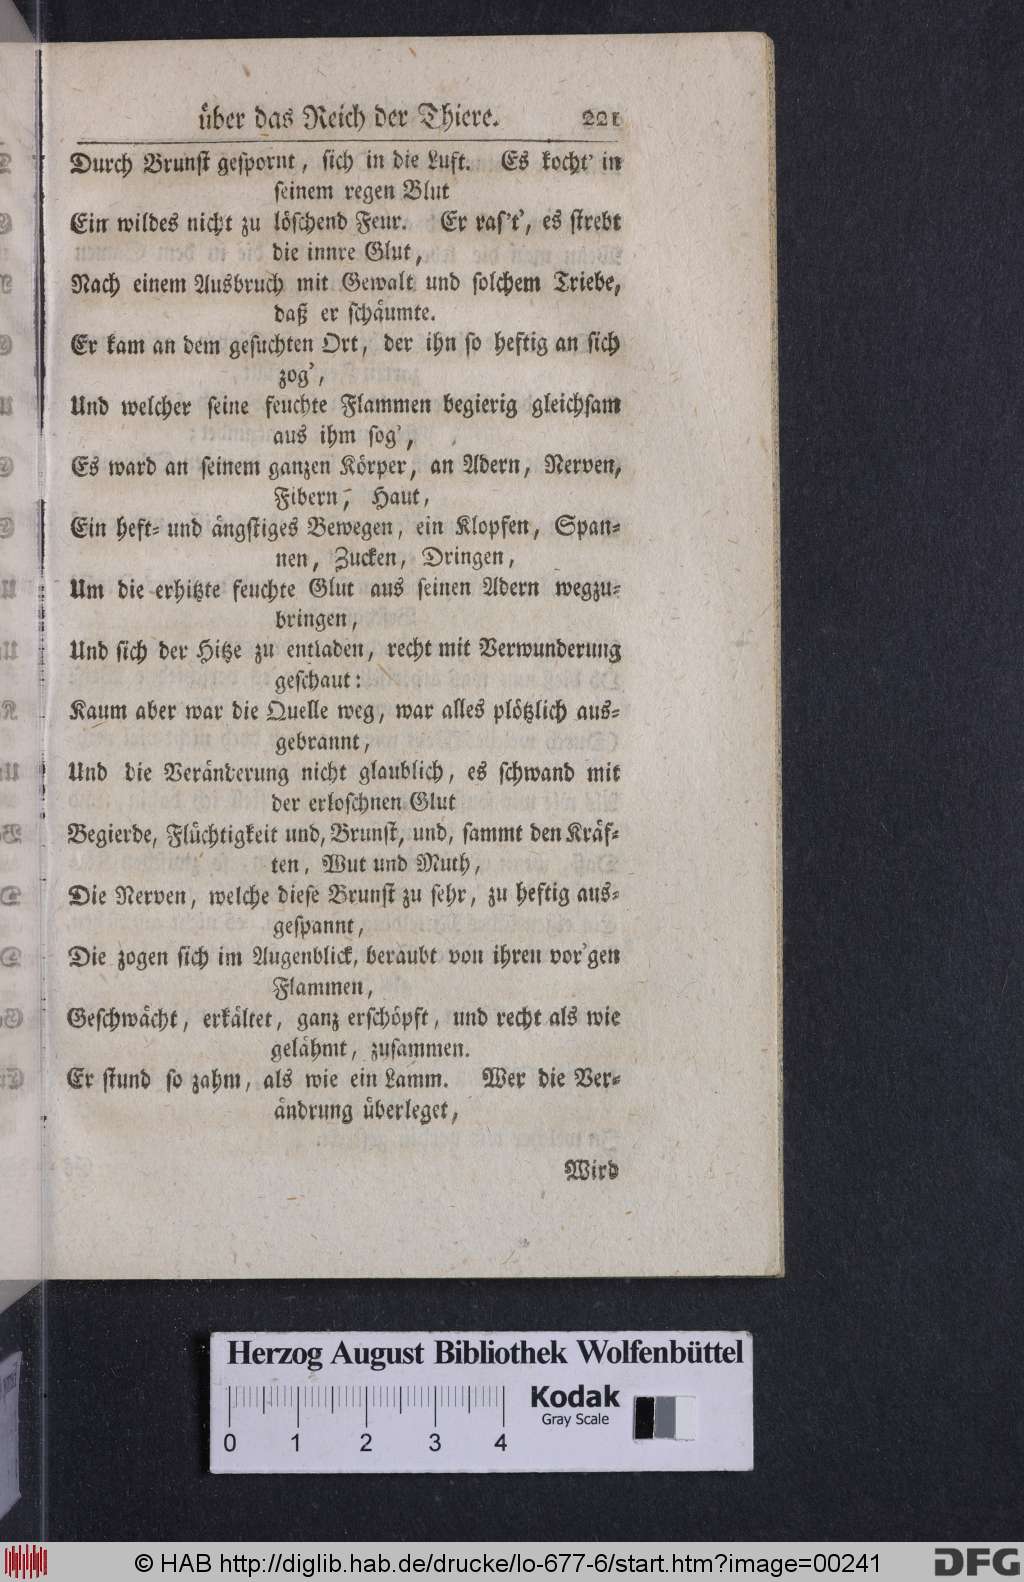 über das Reich der Thiere. 221
Durch Brunst gespornt, sich in die Luft. Es kocht' in
seinem regen Blut
Ein wildes nicht zu löschend Feur. Er ras't', es strebt
die innre Glut,
Nach einem Ausbruch mit Gewalt und solchem Triebe,
daß er schäumte.
Er kam an dem gesuchten Ort, der ihn so heftig an sich
zog',
Und welcher seine feuchte Flammen begierig gleichsam
aus ihm sog',
Es ward an seinem ganzen Körper, an Adern, Nerven,
Fibern, Haut,
Ein heft- und ängstiges Bewegen, ein Klopfen, Span-
nen, Zucken, Dringen,
Um die erhitzte feuchte Glut aus seinen Adern wegzu-
bringen,
Und sich der Hitze zu entladen, recht mit Verwunderung
geschaut:
Kaum aber war die Quelle weg, war alles plötzlich aus-
gebrannt,
Und die Veränderung nicht glaublich, es schwand mit
der erloschnen Glut
Begierde, Flüchtigkeit und, Brunst, und, sammt den Kräf-
ten, Wut und Muth,
Die Nerven, welche diese Brunst zu sehr, zu heftig aus-
gespannt,
Die zogen sich im Augenblick, beraubt von ihren vor'gen
Flammen,
Geschwächt, erkältet, ganz erschöpft, und recht als wie
gelähmt, zusammen.
Er stund so zahm, als wie ein Lamm. Wer die Ver-
ändrung überleget,
Wird
Herzog August Bibliothek Wolfenbüttel
Kodak
Gray Scale
0 1 2 3 4
© HAB http://diglib.hab.de/drucke/lo-677-6/start.htm?image=00241
DFG